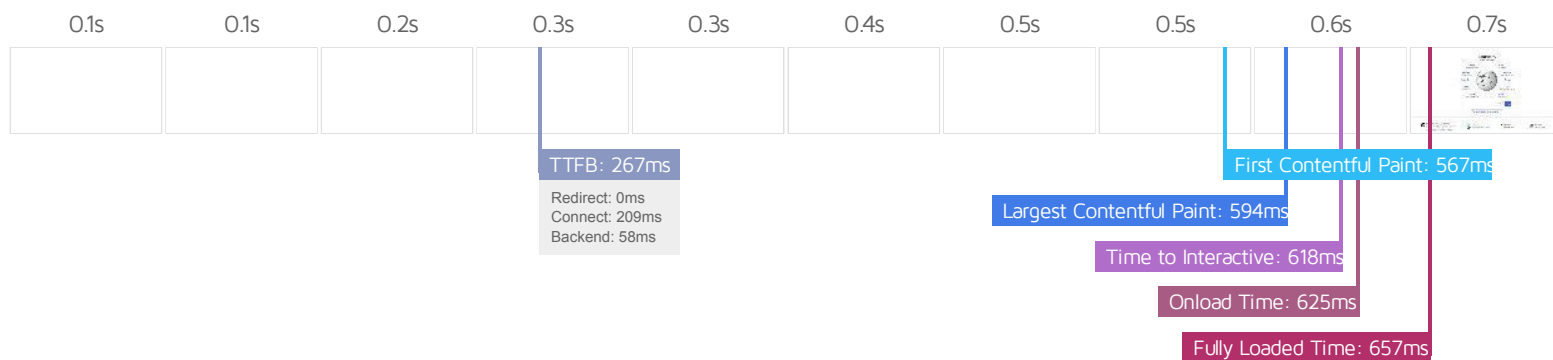 0.1s 0.1s 0.2s 0.3s 0.3s 0.4s 0.5s 0.5s 0.6s 0.7s
TTFB: 267ms
Redirect: 0ms
Connect: 209ms
Backend: 58ms
First Contentful Paint: 567ms
Largest Contentful Paint: 594ms
Time to Interactive: 618ms
Onload Time: 625ms
Fully Loaded Time: 657ms